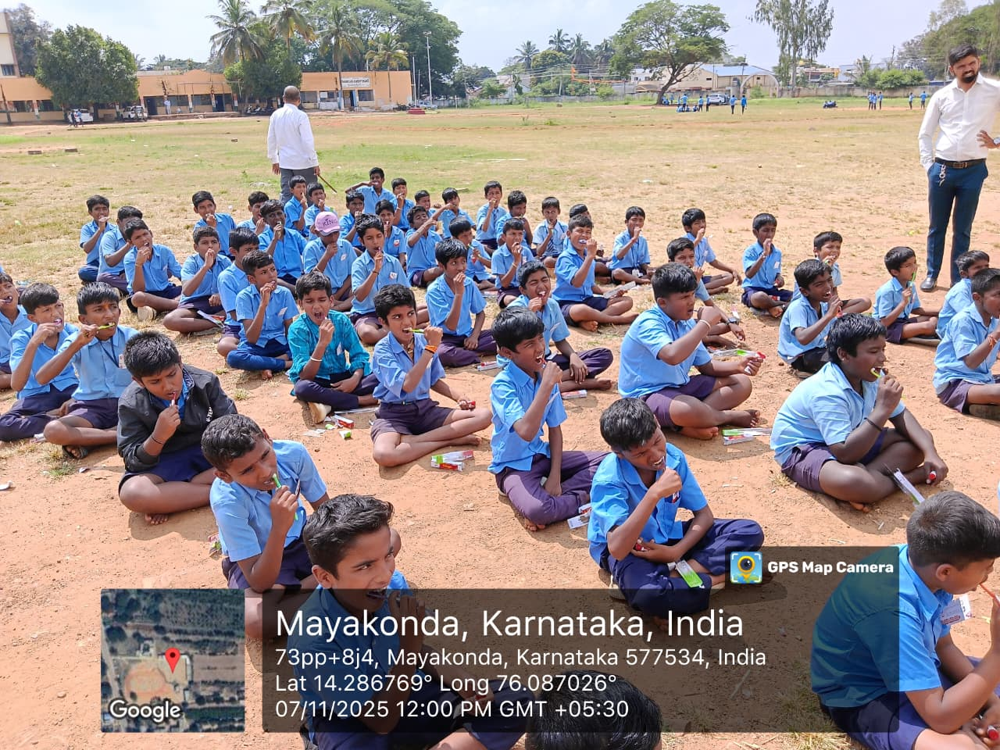 KING
GPS Map Camera
Mayakonda, Karnataka, India
73pp+8j4, Mayakonda, Karnataka 577534, India
Lat 14.286769° Long 76.087026°
07/11/2025 12:00 PM GMT +05:30
Google